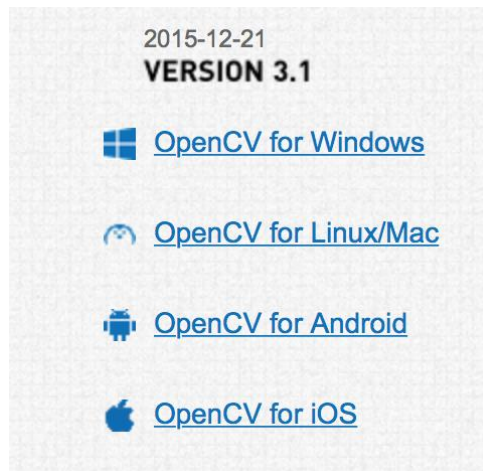 2015-12-21
VERSION 3.1
OpenCV for Windows
OpenCV for Linux/Mac
OpenCV for Android
OpenCV for iOS